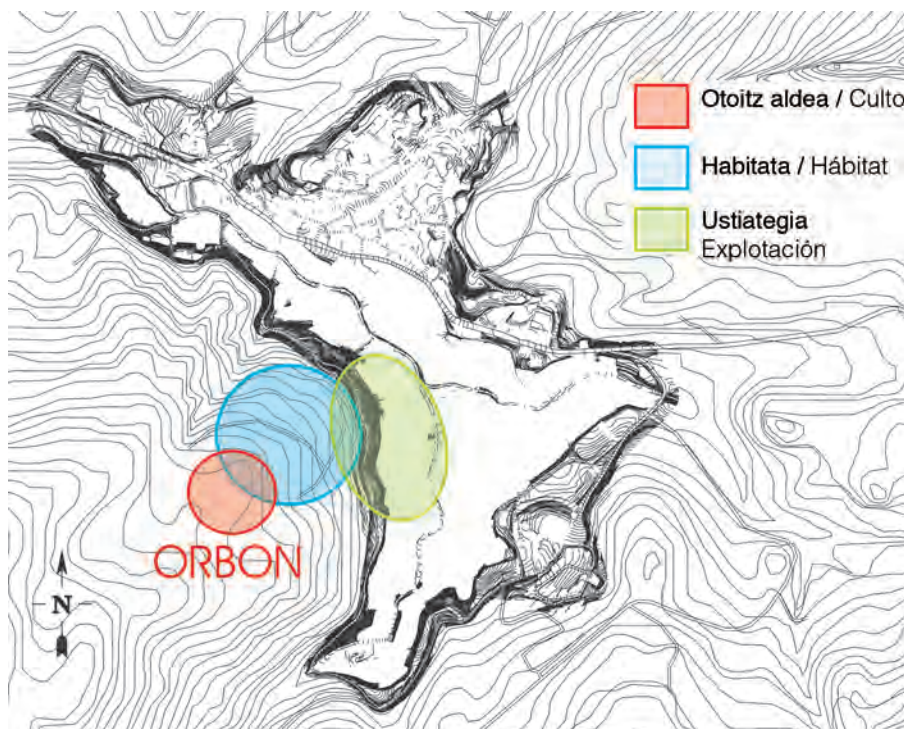 Otoitz aldea / Culto
Habitata / Hábitat
Ustiategia
Explotación
ORBON
N